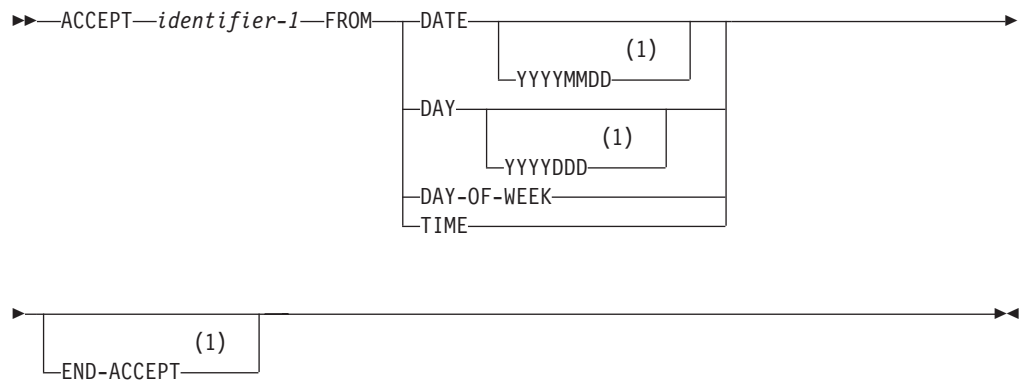 ACCEPT identifier-1 FROM DATE
(1)
YYYYMMDD
DAY
(1)
YYYYDDD
DAY-OF-WEEK
TIME
(1)
END-ACCEPT